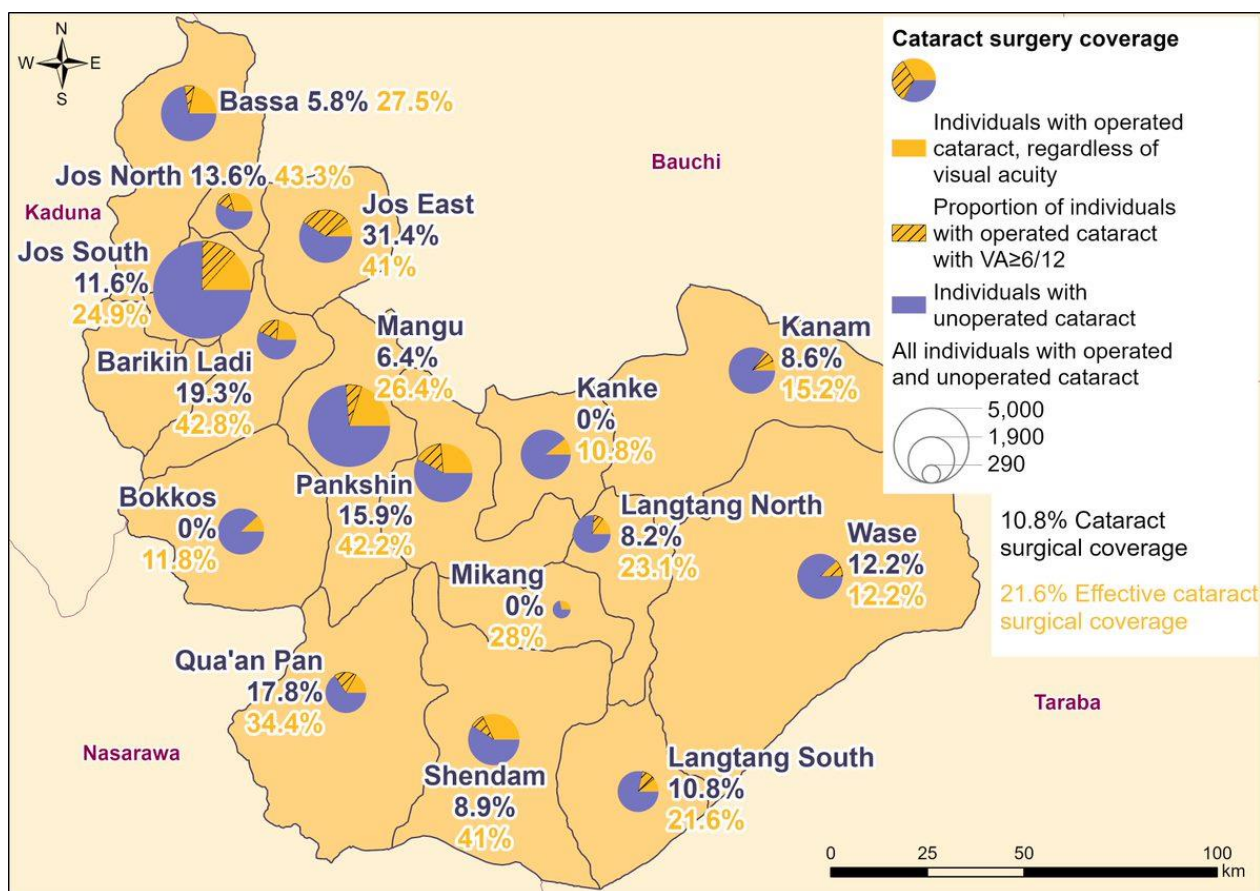 N
W E
S
Bassa 5.8% 27.5%
Jos North 13.6% 43.3%
Bauchi
Kaduna
Jos East
31.4%
41%
Jos South
11.6%
24.9%
Mangu
6.4%
26.4%
Barikin Ladi
19.3%
42.8%
Kanke
0%
10.8%
Kanam
8.6%
15.2%
Pankshin
15.9%
42.2%
Bokkos
0%
11.8%
Langtang North
8.2%
23.1%
Wase
12.2%
12.2%
Mikang
0%
28%
Qua'an Pan
17.8%
34.4%
Nasarawa
Taraba
Shendam
8.9%
41%
Langtang South
10.8%
21.6%
Cataract surgery coverage
Individuals with operated
cataract, regardless of
visual acuity
Proportion of individuals
with operated cataract
with VA≥6/12
Individuals with
unoperated cataract
All individuals with operated
and unoperated cataract
5,000
1,900
290
10.8% Cataract
surgical coverage
21.6% Effective cataract
surgical coverage
0 25 50 100
km